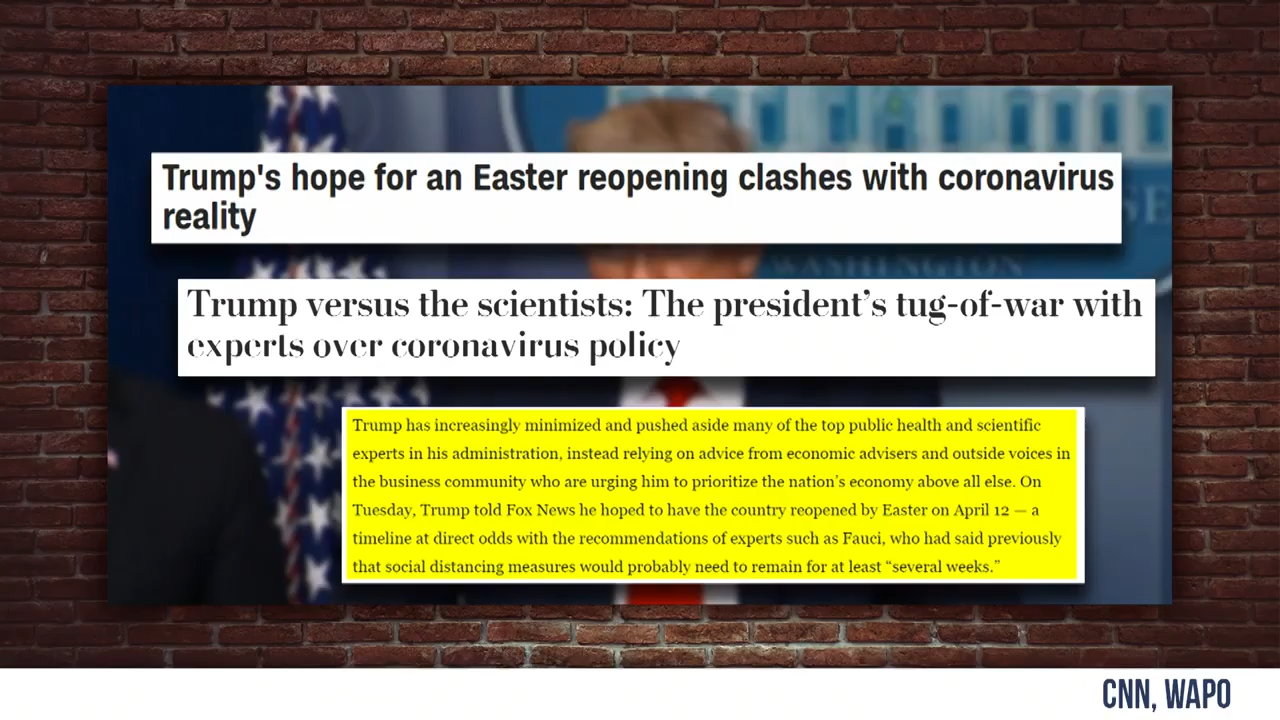 Trump's hope for an Easter reopening clashes with coronavirus
reality
SE
WASHINGTON
Trump versus the scientists: The president’s tug-of-war with
experts over coronavirus policy
Trump has increasingly minimized and pushed aside many of the top public health and scientific
experts in his administration, instead relying on advice from economic advisers and outside voices in
the business community who are urging him to prioritize the nation’s economy above all else. On
Tuesday, Trump told Fox News he hoped to have the country reopened by Easter on April 12 — a
timeline at direct odds with the recommendations of experts such as Fauci, who had said previously
that social distancing measures would probably need to remain for at least “several weeks.”
CNN, WAPO